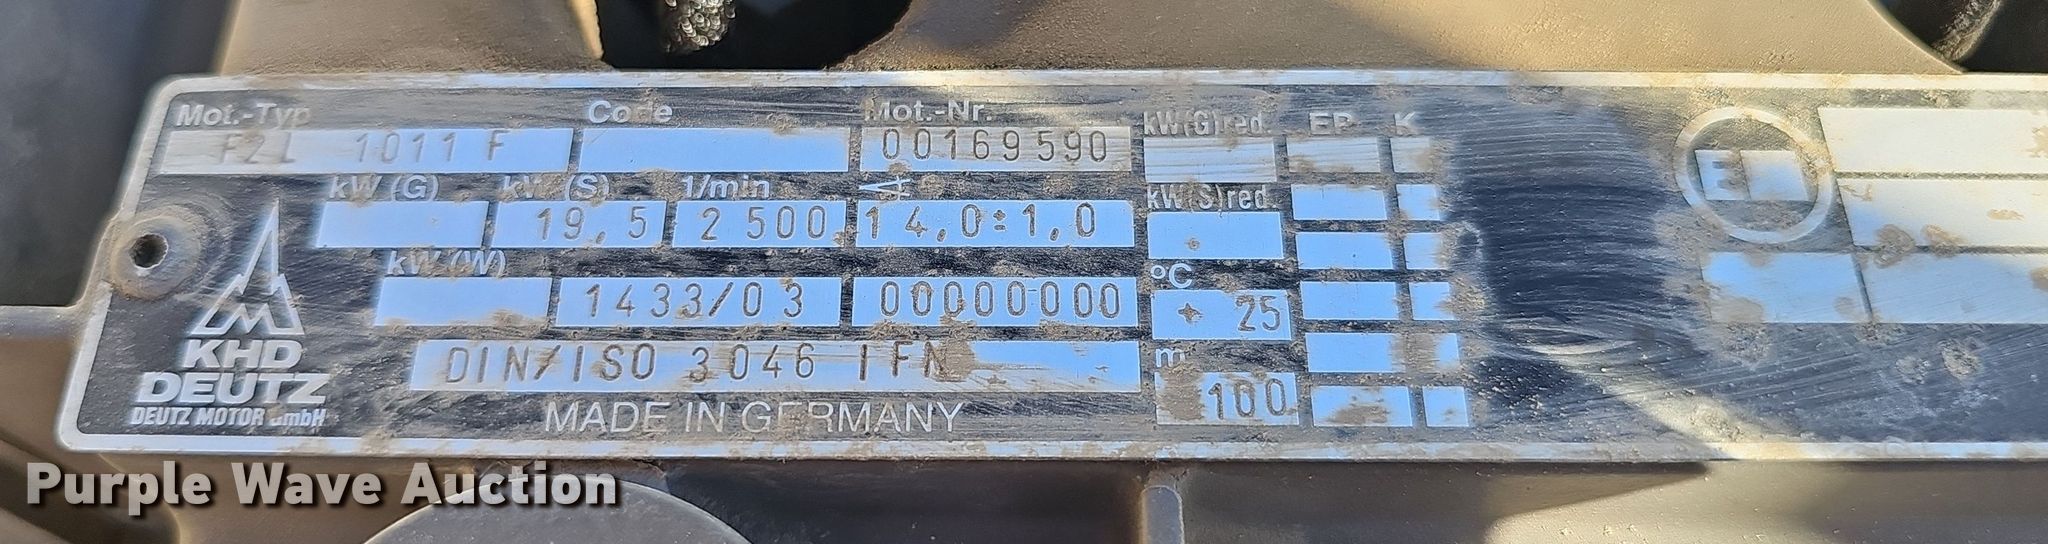 Mot.-Typ Code Mot.-Nr. kW(G)red. EP K
F2L 1011 F 00169590
kW (G) kW (S) 1/min kW(S)red.
19,5 2 500 14,0±1,0
kW (W) °C
1433/03 00000000 + 25
DIN/ISO 3046 IFN m
100
KHD
DEUTZ
DEUTZ MOTOR GmbH
MADE IN GERMANY
E
Purple Wave Auction